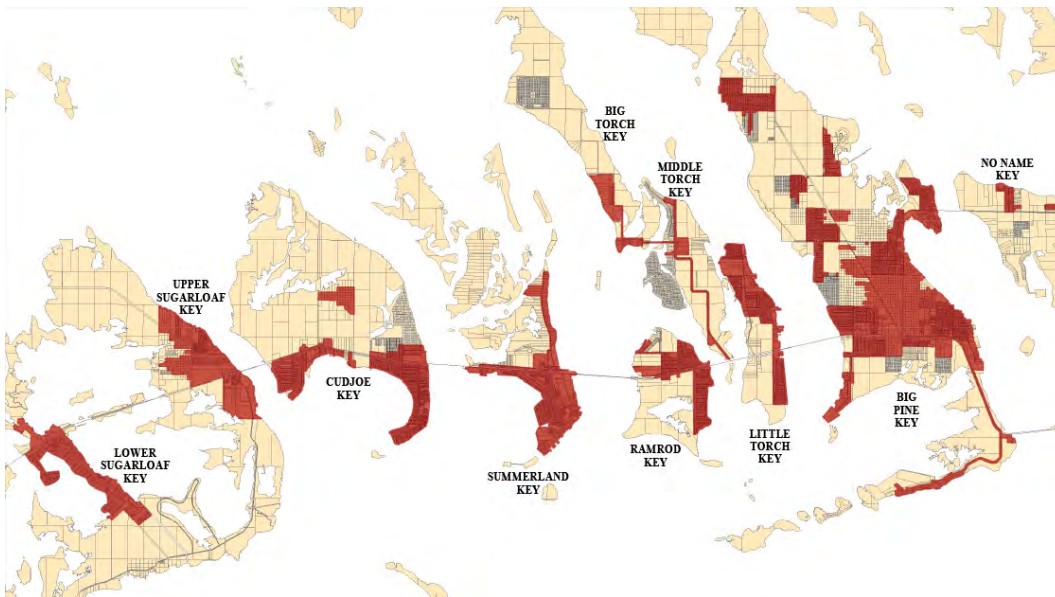 BIG
TORCH
KEY
MIDDLE
TORCH
KEY
NO NAME
KEY
UPPER
SUGARLOAF
KEY
CUDJOE
KEY
LOWER
SUGARLOAF
KEY
SUMMERLAND
KEY
RAMROD
KEY
LITTLE
TORCH
KEY
BIG
PINE
KEY